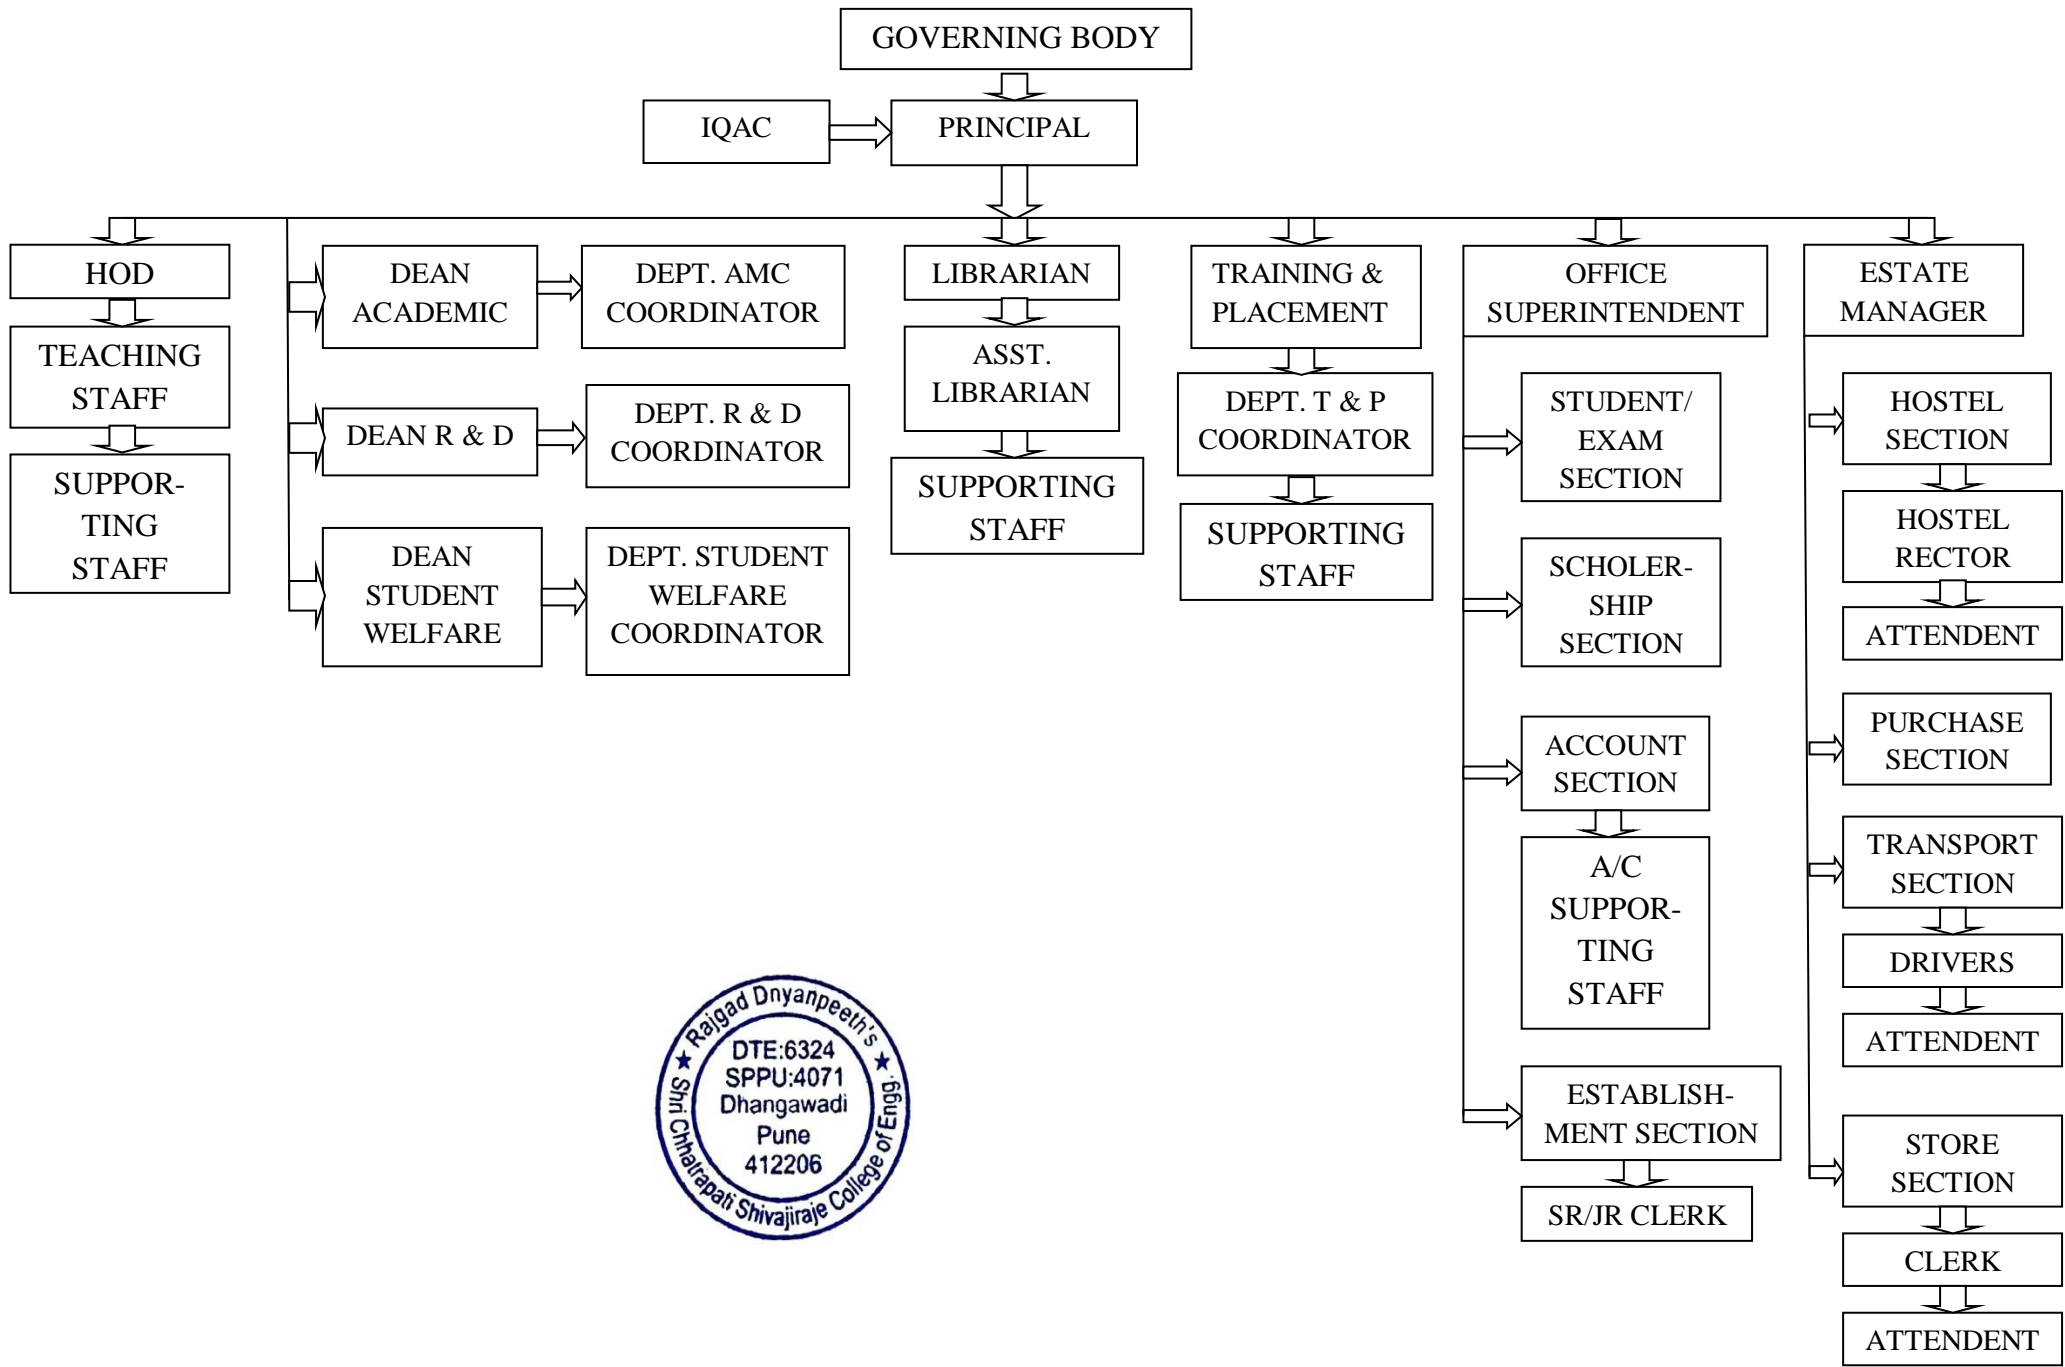 GOVERNING BODY
IQAC
PRINCIPAL
HOD
TEACHING
STAFF
SUPPOR-
TING
STAFF
DEAN
ACADEMIC
DEPT. AMC
COORDINATOR
DEAN R & D
DEPT. R & D
COORDINATOR
DEAN
STUDENT
WELFARE
DEPT. STUDENT
WELFARE
COORDINATOR
LIBRARIAN
ASST.
LIBRARIAN
SUPPORTING
STAFF
TRAINING &
PLACEMENT
DEPT. T & P
COORDINATOR
SUPPORTING
STAFF
OFFICE
SUPERINTENDENT
STUDENT/
EXAM
SECTION
SCHOLER-
SHIP
SECTION
ACCOUNT
SECTION
A/C
SUPPOR-
TING
STAFF
ESTABLISH-
MENT SECTION
SR/JR CLERK
ESTATE
MANAGER
HOSTEL
SECTION
HOSTEL
RECTOR
ATTENDENT
PURCHASE
SECTION
TRANSPORT
SECTION
DRIVERS
ATTENDENT
STORE
SECTION
CLERK
ATTENDENT
Rajgad Dnyanpeeth's
Shri Chhatrapati Shivajiraje College of Engg.
DTE:6324
SPPU:4071
Dhangawadi
Pune
412206